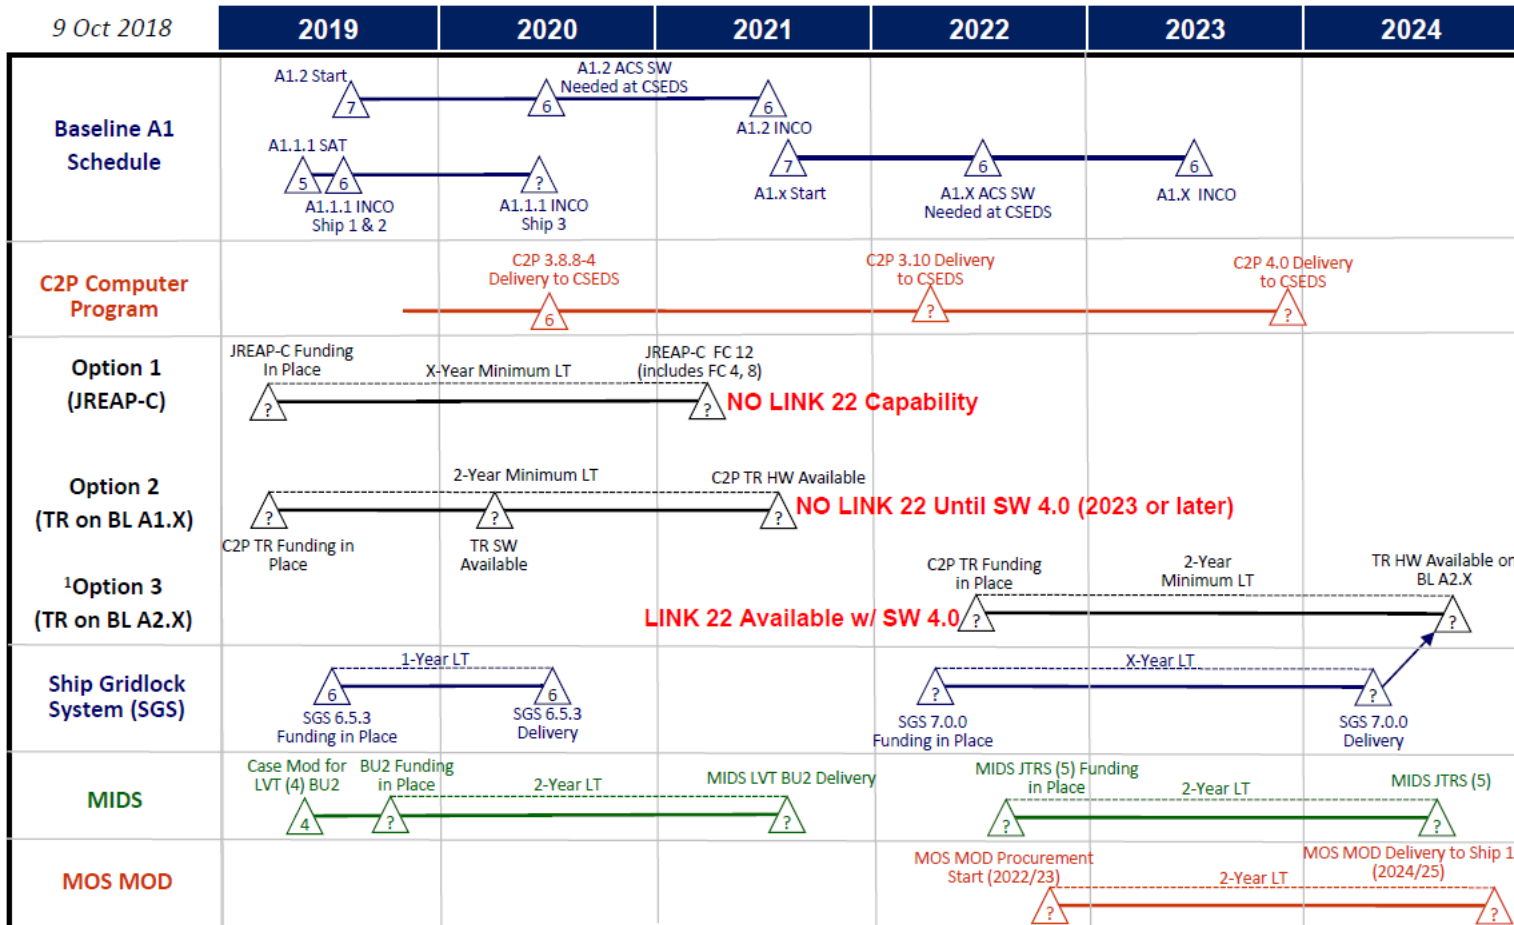 9 Oct 2018
2019
2020
2021
2022
2023
2024
Baseline A1
Schedule
A1.2 Start
7
A1.2 ACS SW
Needed at CSEDS
6
6
A1.2 INCO
A1.1.1 SAT
5
6
A1.1.1 INCO
Ship 1 & 2
?
A1.1.1 INCO
Ship 3
7
A1.x Start
6
A1.X ACS SW
Needed at CSEDS
6
A1.X INCO
C2P Computer
Program
C2P 3.8.8-4
Delivery to CSEDS
6
C2P 3.10 Delivery
to CSEDS
?
C2P 4.0 Delivery
to CSEDS
?
Option 1
(JREAP-C)
JREAP-C Funding
In Place
?
X-Year Minimum LT
JREAP-C FC 12
(includes FC 4, 8)
?
NO LINK 22 Capability
Option 2
(TR on BL A1.X)
?
C2P TR Funding in
Place
2-Year Minimum LT
?
TR SW
Available
C2P TR HW Available
?
NO LINK 22 Until SW 4.0 (2023 or later)
1Option 3
(TR on BL A2.X)
LINK 22 Available w/ SW 4.0
C2P TR Funding
in Place
?
2-Year
Minimum LT
TR HW Available on
BL A2.X
?
Ship Gridlock
System (SGS)
6
SGS 6.5.3
Funding in Place
1-Year LT
6
SGS 6.5.3
Delivery
?
SGS 7.0.0
Funding in Place
X-Year LT
?
SGS 7.0.0
Delivery
MIDS
Case Mod for
LVT (4) BU2
4
BU2 Funding
in Place
?
2-Year LT
MIDS LVT BU2 Delivery
?
MIDS JTRS (5) Funding
in Place
?
2-Year LT
MIDS JTRS (5)
?
MOS MOD
MOS MOD Procurement
Start (2022/23)
?
2-Year LT
MOS MOD Delivery to Ship 1
(2024/25)
?